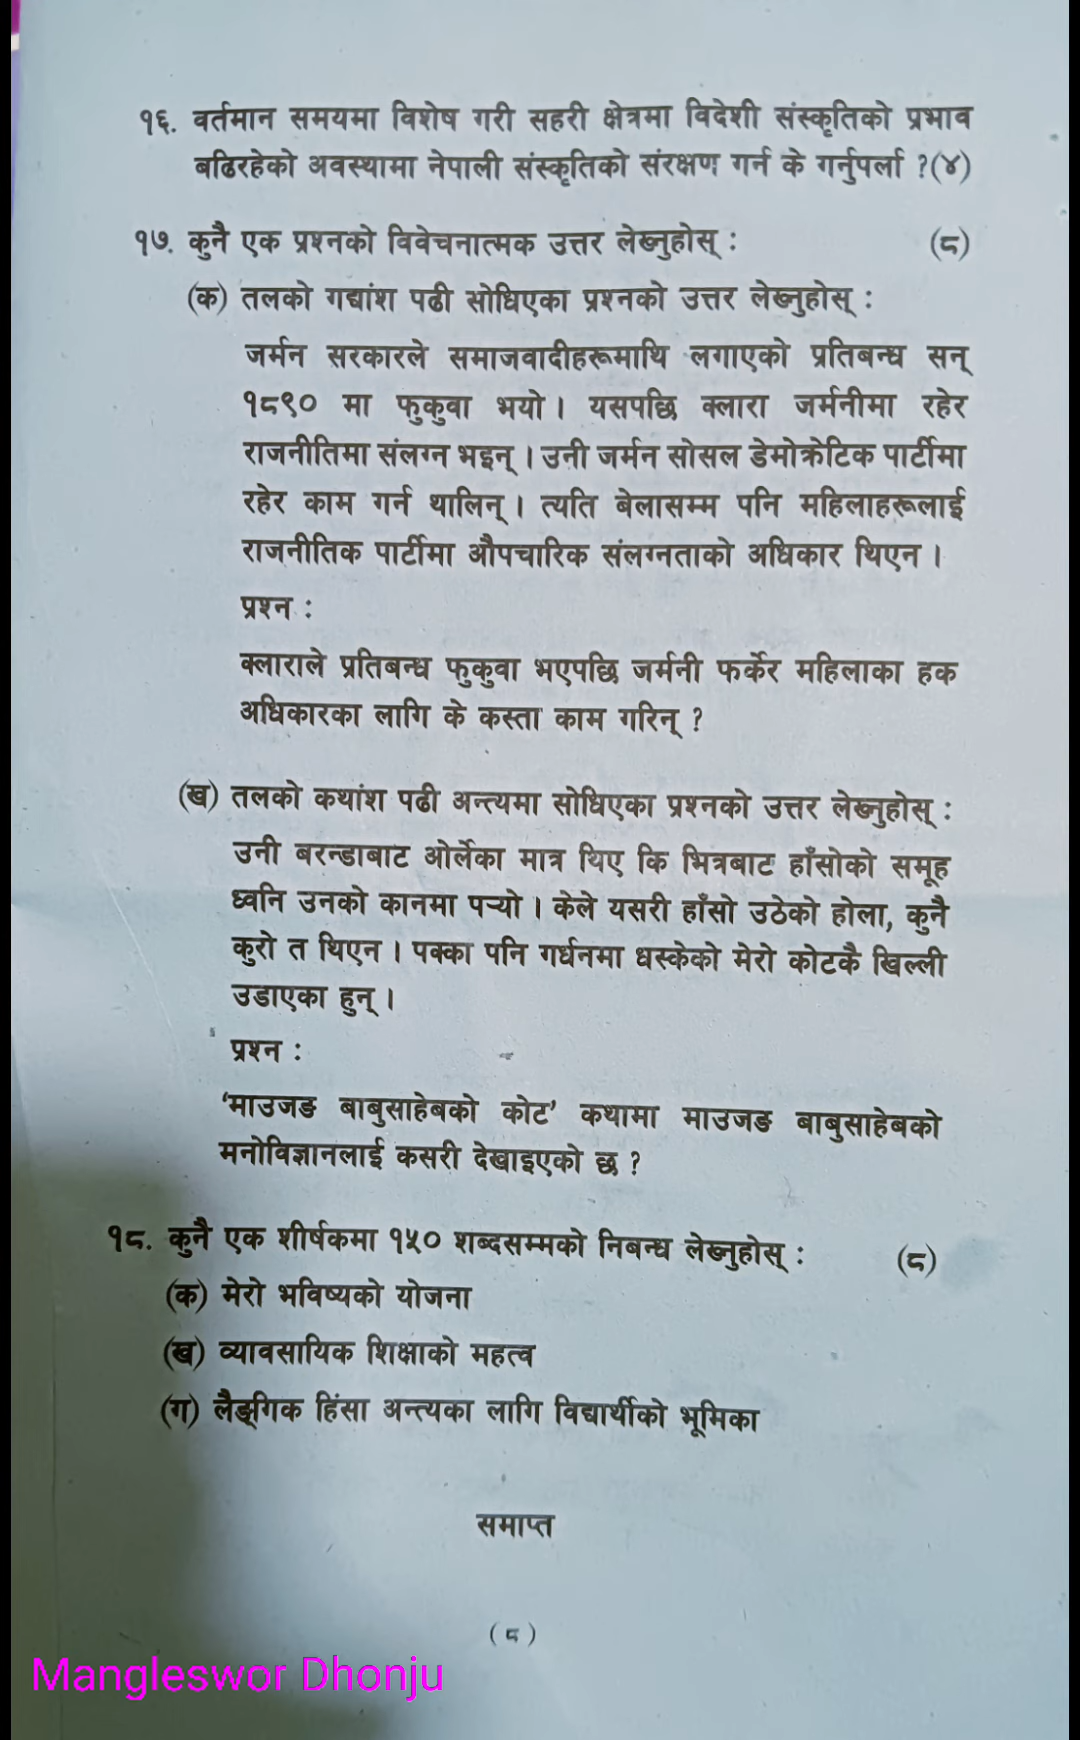 १६. वर्तमान समयमा विशेष गरी सहरी क्षेत्रमा विदेशी संस्कृतिको प्रभाव
बढिरहेको अवस्थामा नेपाली संस्कृतिको संरक्षण गर्न के गर्नुपर्ला ?(४)
१७. कुनै एक प्रश्नको विवेचनात्मक उत्तर लेख्नुहोस् : (८)
(क) तलको गद्यांश पढी सोधिएका प्रश्नको उत्तर लेख्नुहोस् :
जर्मन सरकारले समाजवादीहरूमाथि लगाएको प्रतिबन्ध सन्
१८९० मा फुकुवा भयो । यसपछि क्लारा जर्मनीमा रहेर
राजनीतिमा संलग्न भइन् । उनी जर्मन सोसल डेमोक्रेटिक पार्टीमा
रहेर काम गर्न थालिन् । त्यति बेलासम्म पनि महिलाहरूलाई
राजनीतिक पार्टीमा औपचारिक संलग्नताको अधिकार थिएन ।
प्रश्न :
क्लाराले प्रतिबन्ध फुकुवा भएपछि जर्मनी फर्केर महिलाका हक
अधिकारका लागि के कस्ता काम गरिन् ?
(ख) तलको कथांश पढी अन्त्यमा सोधिएका प्रश्नको उत्तर लेख्नुहोस् :
उनी बरन्डाबाट ओर्लेका मात्र थिए कि भित्रबाट हाँसोको समूह
ध्वनि उनको कानमा पर्‍यो । केले यसरी हाँसो उठेको होला, कुनै
कुरो त थिएन । पक्का पनि गर्धनमा धस्केको मेरो कोटकै खिल्ली
उडाएका हुन् ।
प्रश्न :
‘माउजङ बाबुसाहेबको कोट’ कथामा माउजङ बाबुसाहेबको
मनोविज्ञानलाई कसरी देखाइएको छ ?
१८. कुनै एक शीर्षकमा १५० शब्दसम्मको निबन्ध लेख्नुहोस् : (८)
(क) मेरो भविष्यको योजना
(ख) व्यावसायिक शिक्षाको महत्व
(ग) लैङ्गिक हिंसा अन्त्यका लागि विद्यार्थीको भूमिका
समाप्त
(८)
Mangleswor Dhonju